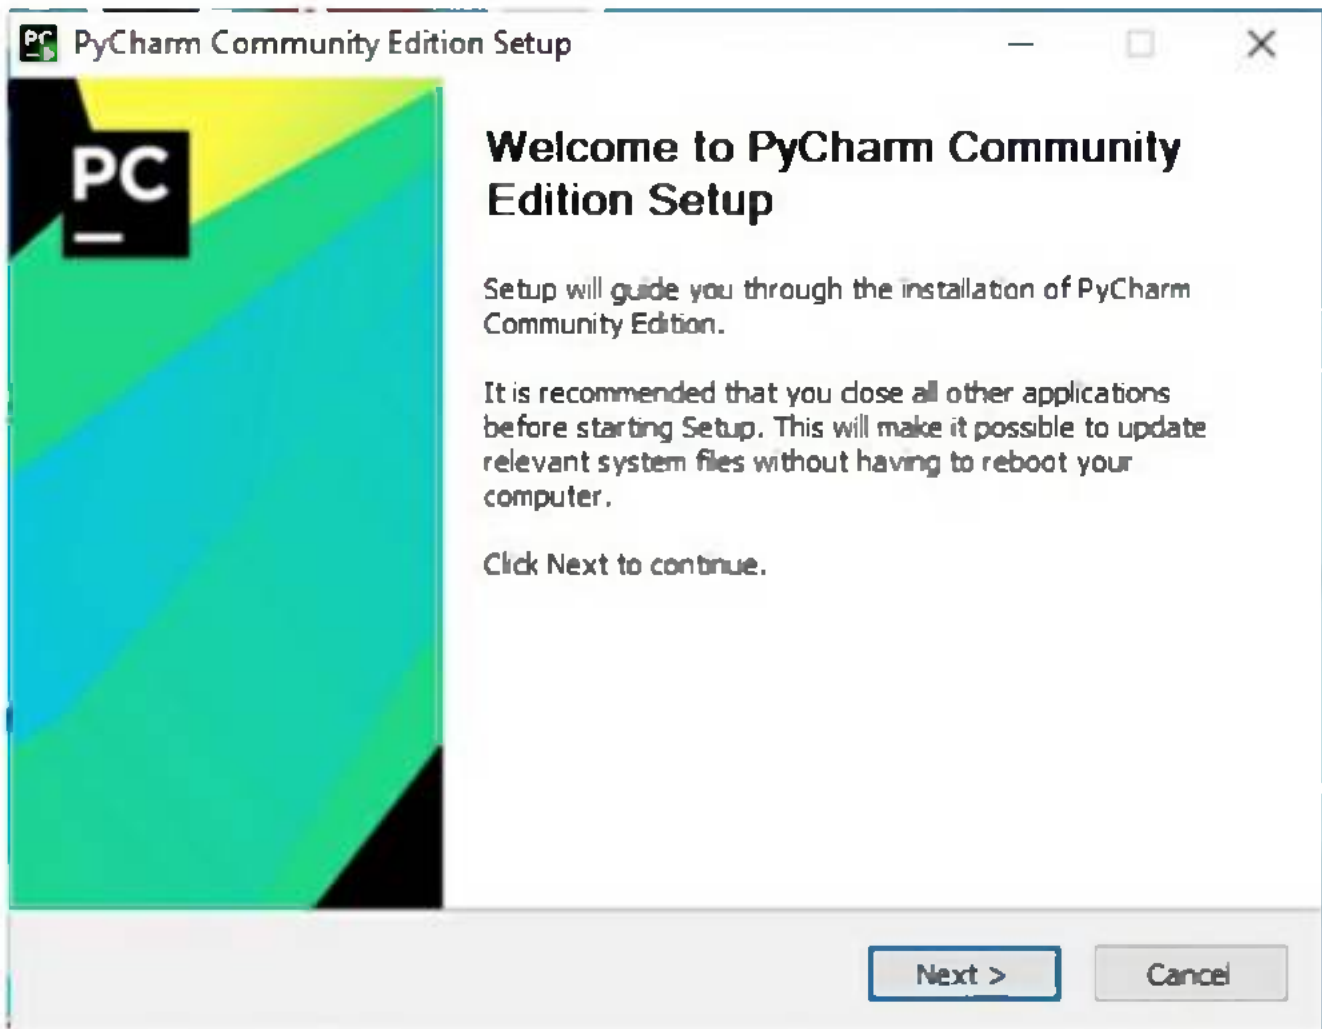 PyCharm Community Edition Setup
PC
Welcome to PyCharm Community
Edition Setup
Setup will guide you through the installation of PyCharm
Community Edition.
It is recommended that you close all other applications
before starting Setup. This will make it possible to update
relevant system files without having to reboot your
computer.
Click Next to continue.
Next >
Cancel